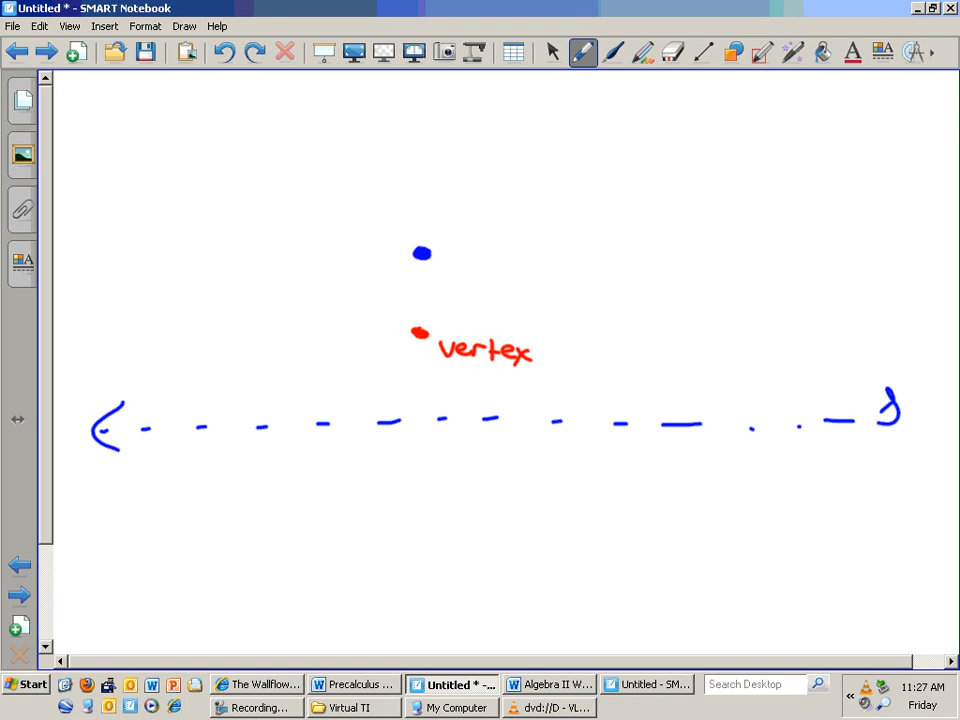 Untitled * - SMART Notebook
File Edit View Insert Format Draw Help
vertex
Start
The Wallflow...
Precalculus ...
Untitled * -...
Algebra II W...
Untitled - SM...
Search Desktop
11:27 AM
Recording...
Virtual TI
My Computer
dvd://D - VL...
Friday